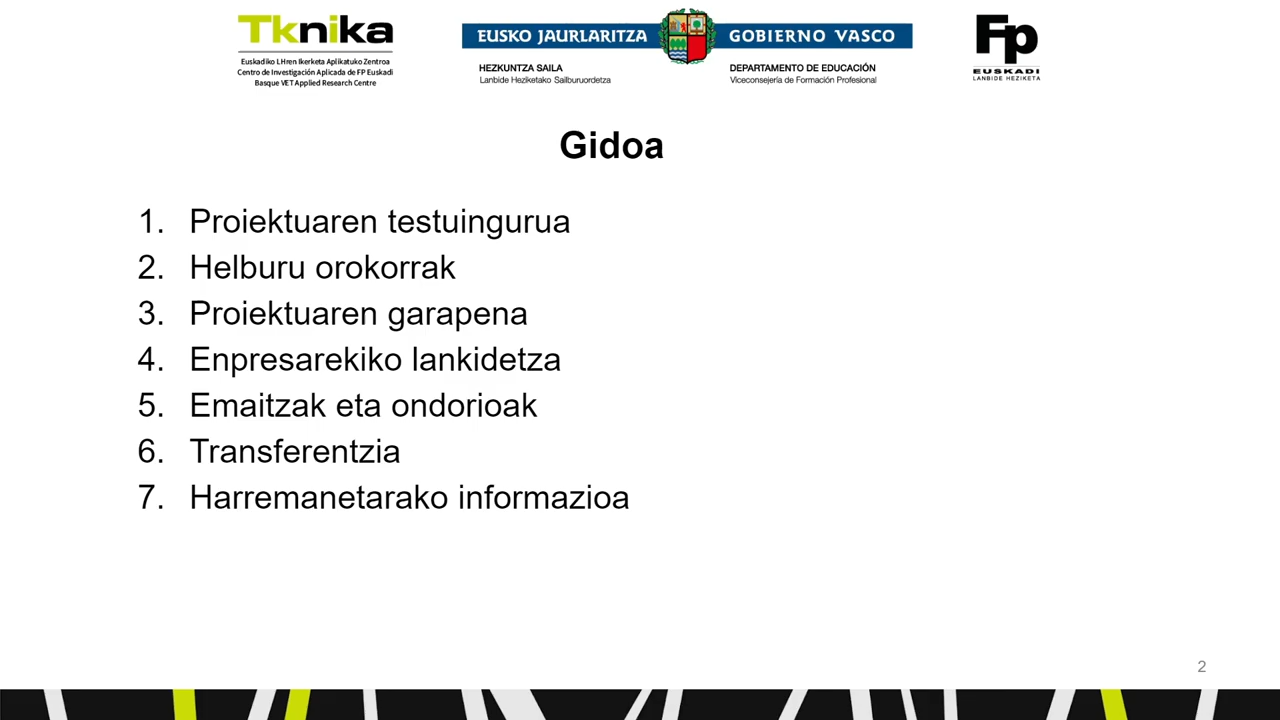 Tknika
Euskadiko LHren Ikerketa Aplikatuko Zentroa
Centro de Investigación Aplicada de FP Euskadi
Basque VET Applied Research Centre
EUSKO JAURLARITZA
GOBIERNO VASCO
HEZKUNTZA SAILA
Lanbide Heziketako Sailburuordetza
DEPARTAMENTO DE EDUCACIÓN
Viceconsejería de Formación Profesional
Fp
EUSKADI
LANBIDE HEZIKETA
Gidoa
1. Proiektuaren testuingurua
2. Helburu orokorrak
3. Proiektuaren garapena
4. Enpresarekiko lankidetza
5. Emaitzak eta ondorioak
6. Transferentzia
7. Harremanetarako informazioa
2